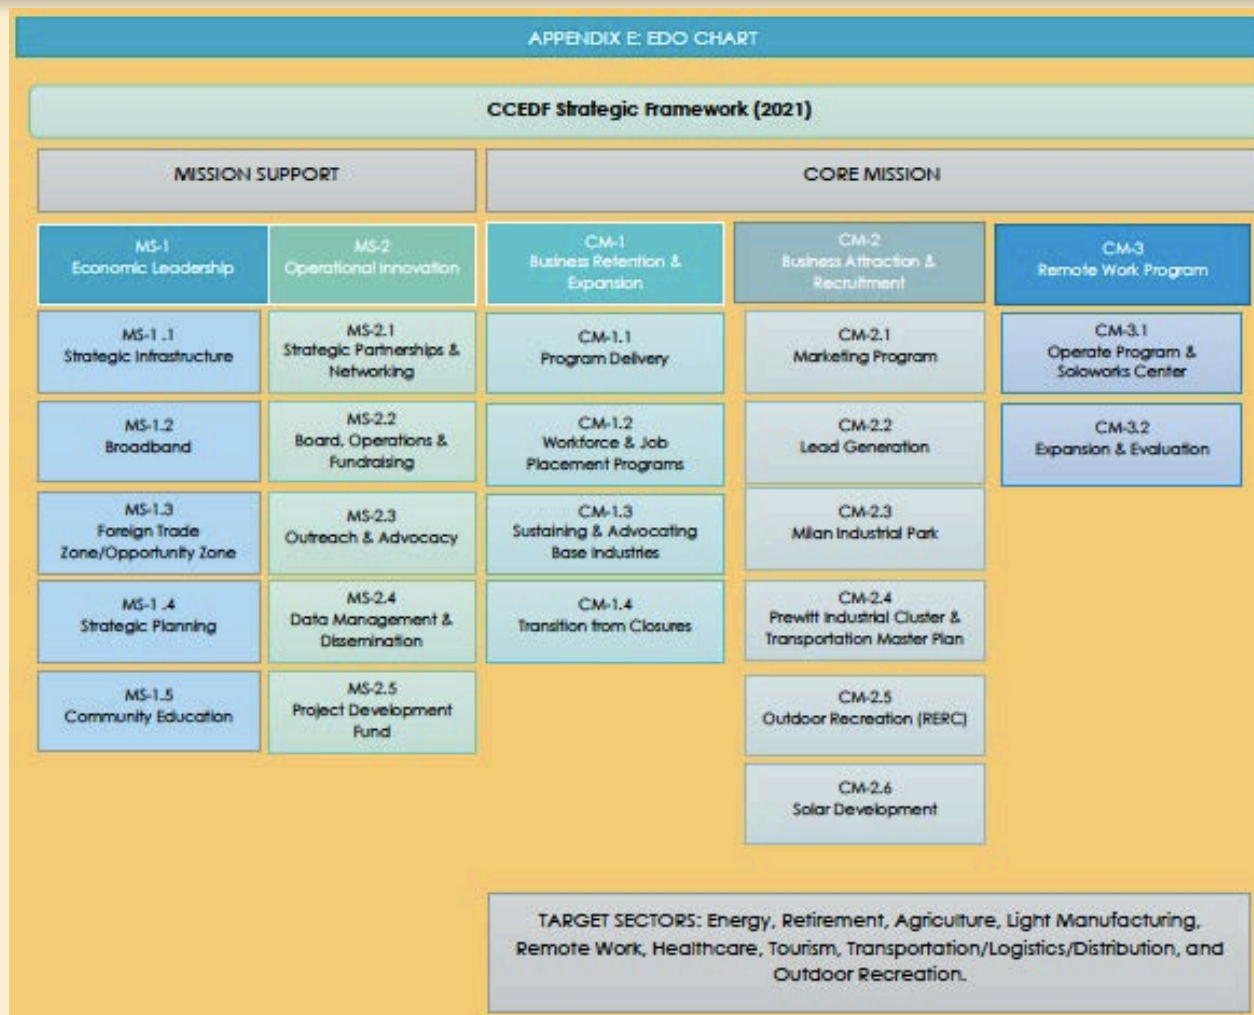 APPENDIX E: EDO CHART
CCEDF Strategic Framework (2021)
MISSION SUPPORT
CORE MISSION
MS-1
Economic Leadership
MS-2
Operational Innovation
CM-1
Business Retention &
Expansion
CM-2
Business Attraction &
Recruitment
CM-3
Remote Work Program
MS-1 .1
Strategic Infrastructure
MS-2.1
Strategic Partnerships &
Networking
CM-1.1
Program Delivery
CM-2.1
Marketing Program
CM-3.1
Operate Program &
Soloworks Center
MS-1.2
Broadband
MS-2.2
Board, Operations &
Fundraising
CM-1.2
Workforce & Job
Placement Programs
CM-2.2
Lead Generation
CM-3.2
Expansion & Evaluation
MS-1.3
Foreign Trade
Zone/Opportunity Zone
MS-2.3
Outreach & Advocacy
CM-1.3
Sustaining & Advocating
Base Industries
CM-2.3
Milan Industrial Park
MS-1 .4
Strategic Planning
MS-2.4
Data Management &
Dissemination
CM-1.4
Transition from Closures
CM-2.4
Prewitt Industrial Cluster &
Transportation Master Plan
MS-1.5
Community Education
MS-2.5
Project Development
Fund
CM-2.5
Outdoor Recreation (RERC)
CM-2.6
Solar Development
TARGET SECTORS: Energy, Retirement, Agriculture, Light Manufacturing,
Remote Work, Healthcare, Tourism, Transportation/Logistics/Distribution, and
Outdoor Recreation.